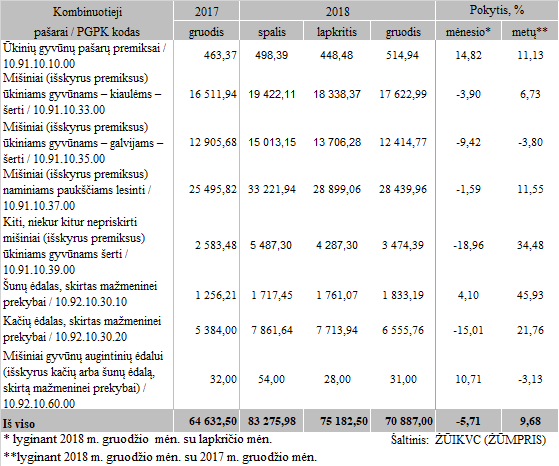 Kombinuotieji 2017 2018 Pokytis, %
pašarai / PGPK kodas gruodis spalis lapkritis gruodis mėnesio* metų**
Ūkinių gyvūnų pašarų premiksai /
10.91.10.10.00 463,37 498,39 448,48 514,94 14,82 11,13
Mišiniai (išskyrus premiksus)
ūkiniams gyvūnams – kiaulėms – 16 511,94 19 422,11 18 338,37 17 622,99 -3,90 6,73
šerti / 10.91.10.33.00
Mišiniai (išskyrus premiksus)
ūkiniams gyvūnams – galvijams – 12 905,68 15 013,15 13 706,28 12 414,77 -9,42 -3,80
šerti / 10.91.10.35.00
Mišiniai (išskyrus premiksus)
naminiams paukščiams lesinti / 25 495,82 33 221,94 28 899,06 28 439,96 -1,59 11,55
10.91.10.37.00
Kiti, niekur kitur nepriskirti
mišiniai (išskyrus premiksus) 2 583,48 5 487,30 4 287,30 3 474,39 -18,96 34,48
ūkiniams gyvūnams šerti /
10.91.10.39.00
Šunų ėdalas, skirtas mažmeninei
prekybai / 10.92.10.30.10 1 256,21 1 717,45 1 761,07 1 833,19 4,10 45,93
Kačių ėdalas, skirtas mažmeninei
prekybai / 10.92.10.30.20 5 384,00 7 861,64 7 713,94 6 555,76 -15,01 21,76
Mišiniai gyvūnų augintinių ėdalui
(išskyrus kačių arba šunų ėdalą, 32,00 54,00 28,00 31,00 10,71 -3,13
skirtą mažmeninei prekybai) /
10.92.10.60.00
Iš viso 64 632,50 83 275,98 75 182,50 70 887,00 -5,71 9,68
* lyginant 2018 m. gruodžio mėn. su lapkričio mėn. Šaltinis: ŽŪIKVC (ŽŪMPRIS)
**lyginant 2018 m. gruodžio mėn. su 2017 m. gruodžio mėn.